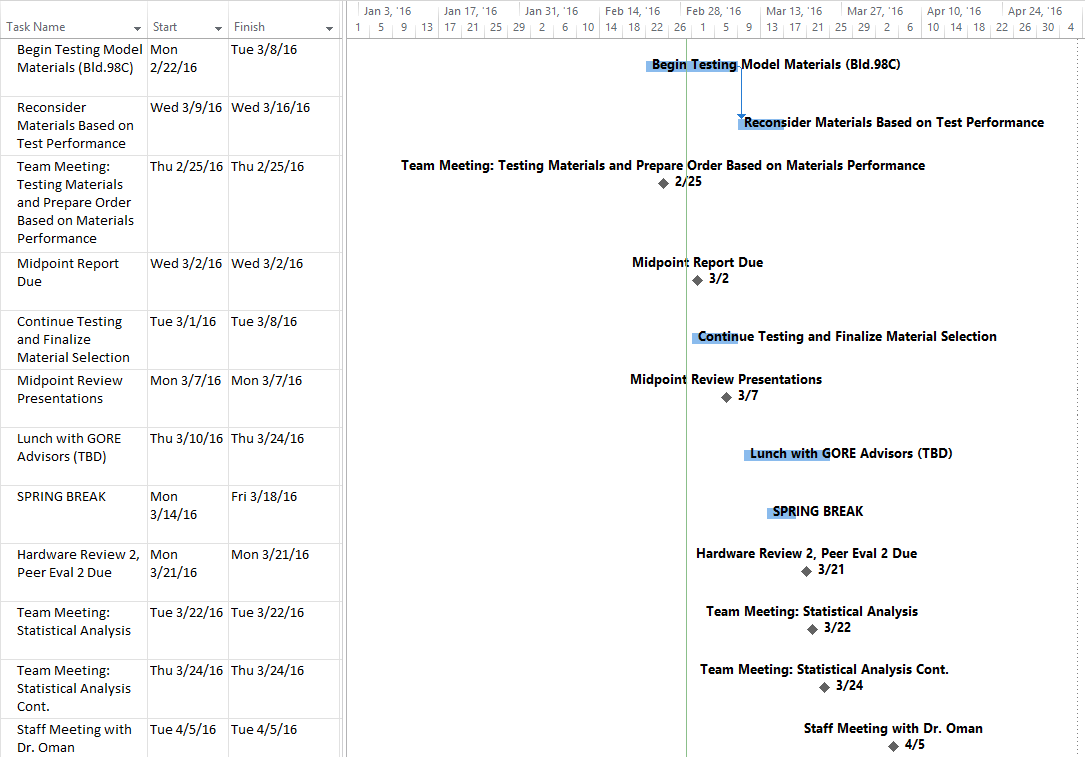 Jan 3, '16 Jan 17, '16 Jan 31, '16 Feb 14, '16 Feb 28, '16 Mar 13, '16 Mar 27, '16 Apr 10, '16 Apr 24, '16
Task Name Start Finish 1 5 9 13 17 21 25 29 2 6 10 14 18 22 26 1 5 9 13 17 21 25 29 2 6 10 14 18 22 26 30 4
Begin Testing Model Mon Tue 3/8/16
Materials (Bld.98C) 2/22/16
Begin Testing Model Materials (Bld.98C)
Reconsider Wed 3/9/16 Wed 3/16/16
Materials Based on
Test Performance
Reconsider Materials Based on Test Performance
Team Meeting: Thu 2/25/16 Thu 2/25/16
Testing Materials
and Prepare Order
Based on Materials
Performance
Team Meeting: Testing Materials and Prepare Order Based on Materials Performance
2/25
Midpoint Report Wed 3/2/16 Wed 3/2/16
Due
Midpoint Report Due
3/2
Continue Testing Tue 3/1/16 Tue 3/8/16
and Finalize
Material Selection
Continue Testing and Finalize Material Selection
Midpoint Review Mon 3/7/16 Mon 3/7/16
Presentations
Midpoint Review Presentations
3/7
Lunch with GORE Thu 3/10/16 Thu 3/24/16
Advisors (TBD)
Lunch with GORE Advisors (TBD)
SPRING BREAK Mon Fri 3/18/16
3/14/16
SPRING BREAK
Hardware Review 2, Mon Mon 3/21/16
Peer Eval 2 Due 3/21/16
Hardware Review 2, Peer Eval 2 Due
3/21
Team Meeting: Tue 3/22/16 Tue 3/22/16
Statistical Analysis
Team Meeting: Statistical Analysis
3/22
Team Meeting: Thu 3/24/16 Thu 3/24/16
Statistical Analysis
Cont.
Team Meeting: Statistical Analysis Cont.
3/24
Staff Meeting with Tue 4/5/16 Tue 4/5/16
Dr. Oman
Staff Meeting with Dr. Oman
4/5